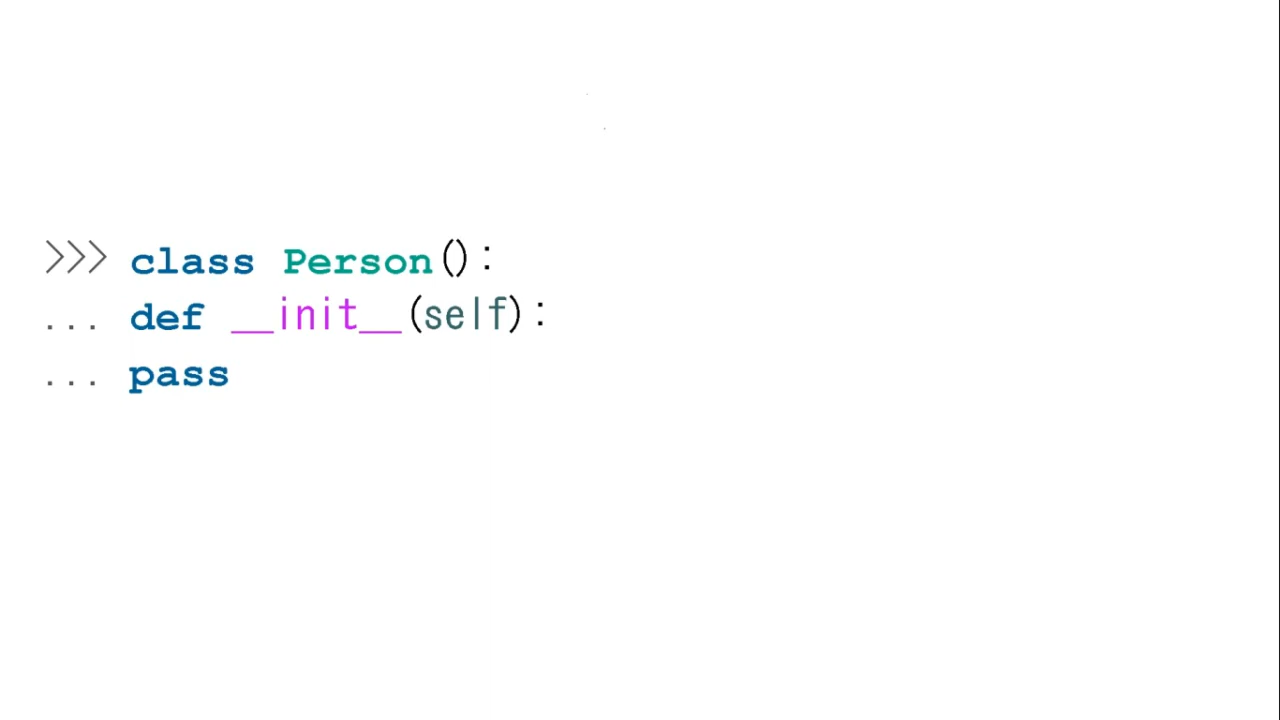 >>> class Person():
... def __init__(self):
... pass